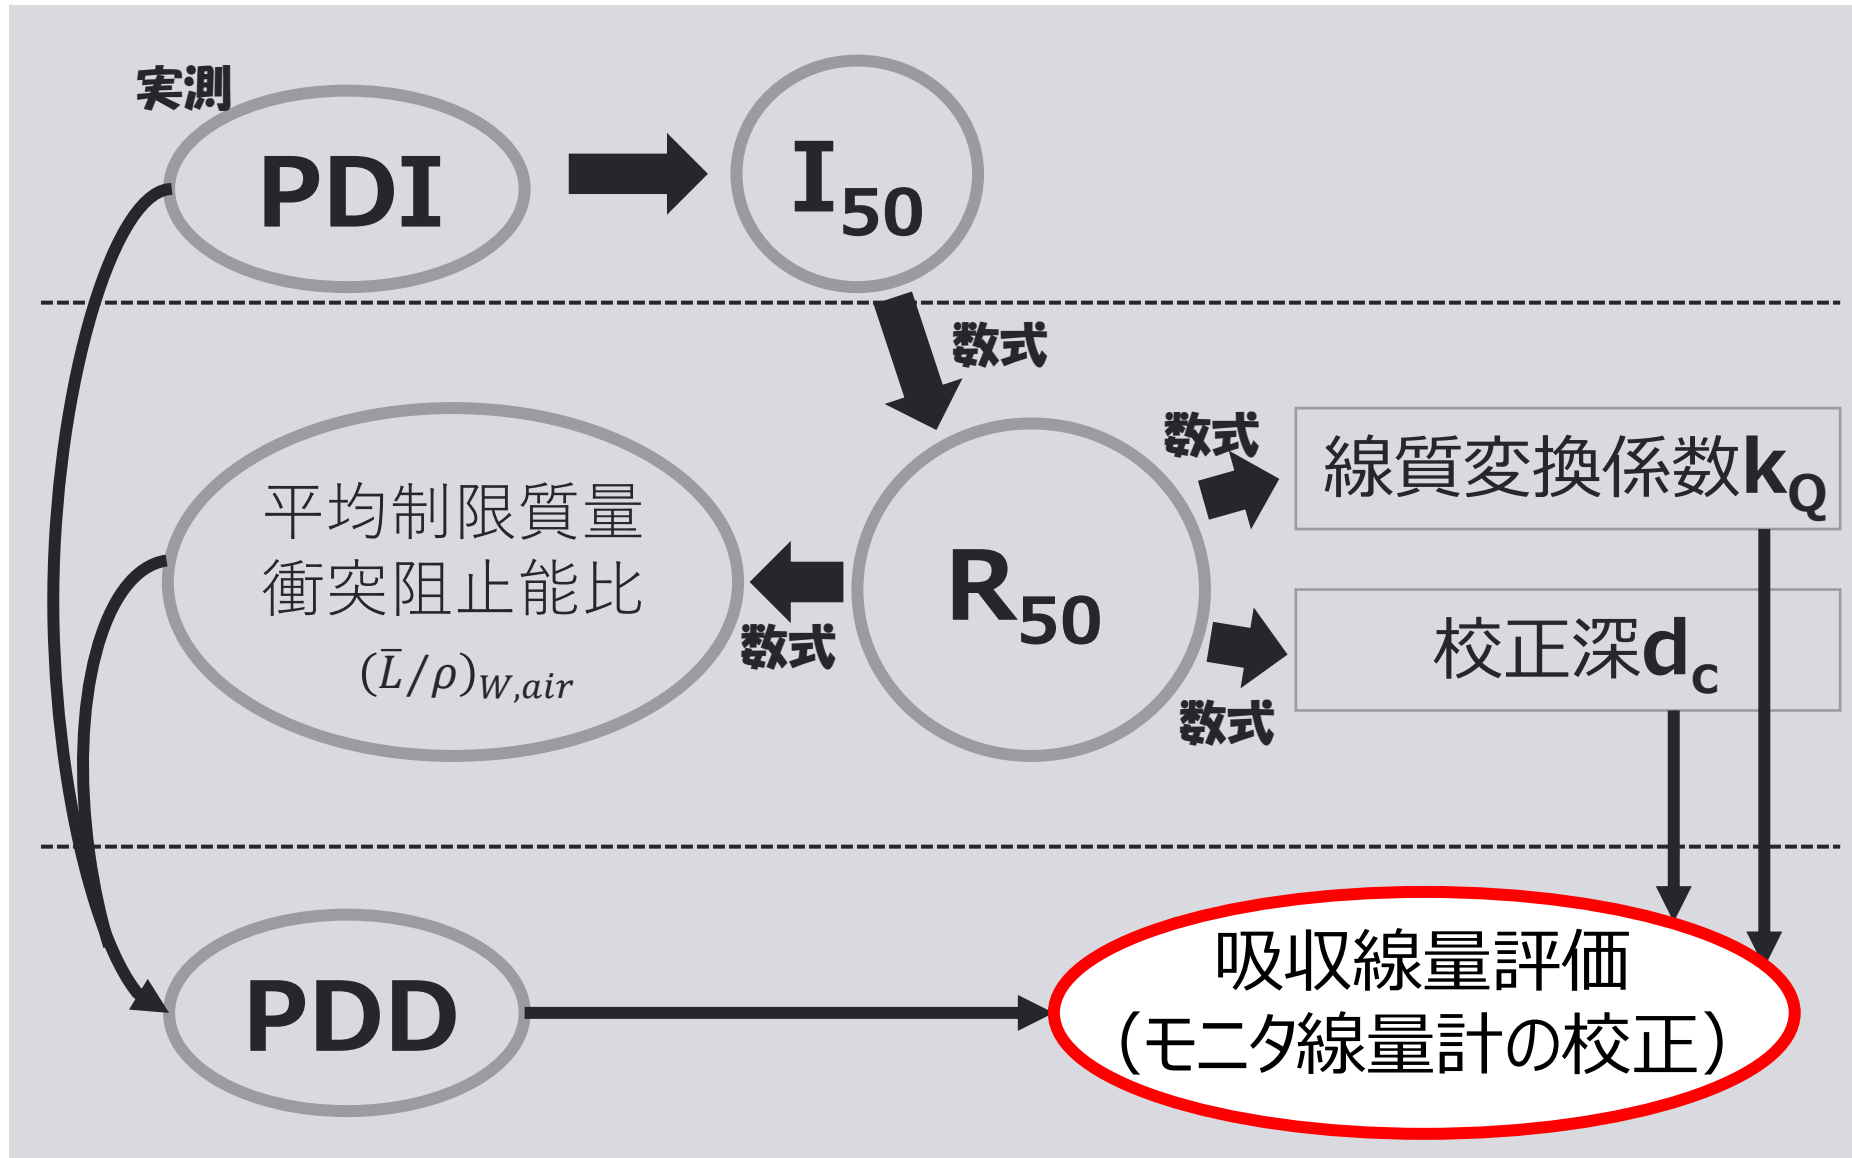 実測
PDI
I50
数式
数式
線質変換係数kQ
平均制限質量
衝突阻止能比
(L̄/ρ)W,air
R50
数式
校正深dc
数式
PDD
吸収線量評価
（モニタ線量計の校正）